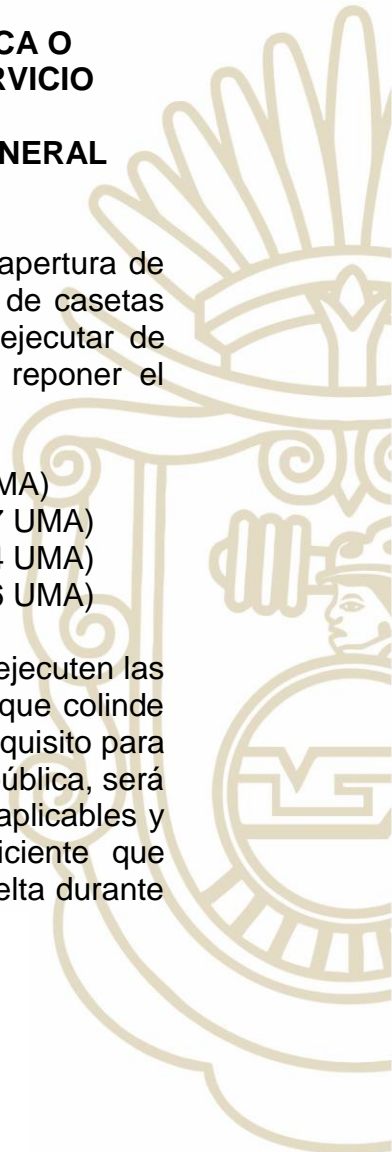 CA O
RVICIO
NERAL
apertura de
de casetas
ejecutar de
reponer el
MA)
7 UMA)
4 UMA)
6 UMA)
ejecuten las
que colinde
quisito para
pública, será
aplicables y
iciente que
elta durante